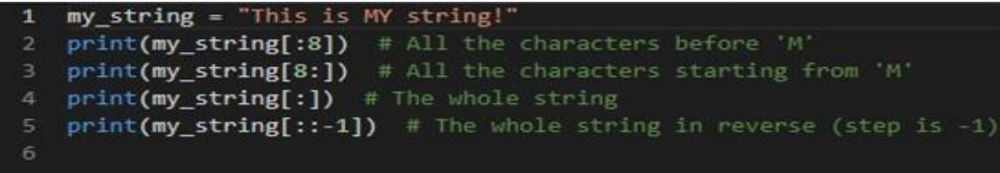 1 my_string = "This is MY string!"
2 print(my_string[:8]) # All the characters before 'M'
3 print(my_string[8:]) # All the characters starting from 'M'
4 print(my_string[:]) # The whole string
5 print(my_string[::-1]) # The whole string in reverse (step is -1)
6